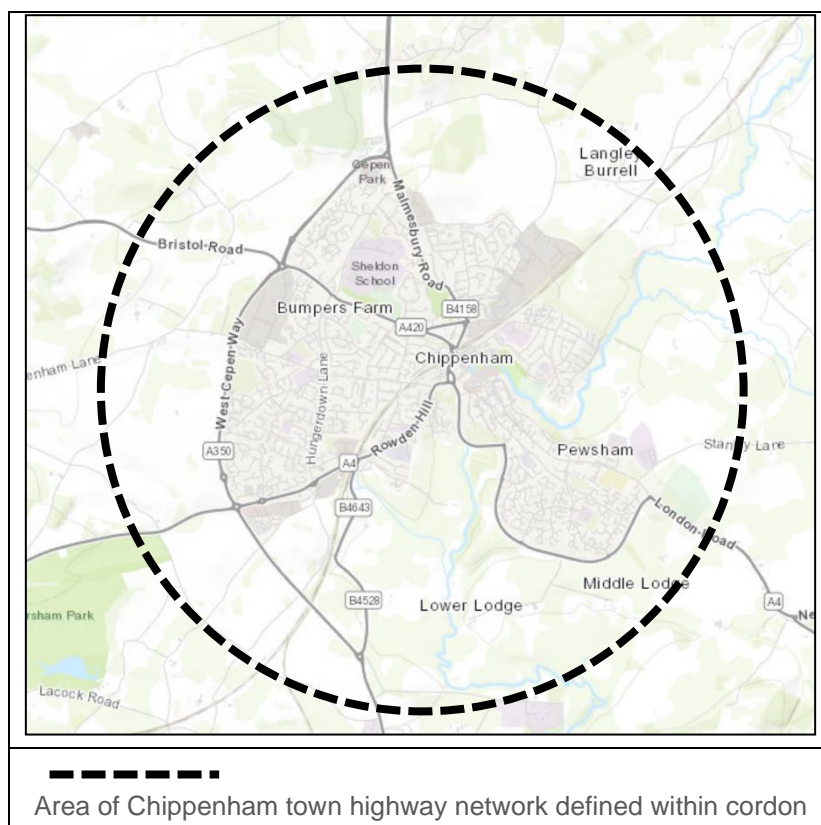 Langley
Burrell
Cepen
Park
Malmesbury-Road
Bristol-Road
Sheldon
School
Bumpers Farm
B4158
A420
Chippenham
enham Lane
West-Cepen-Way
Hungerdown Lane
Rowden-Hill
A350
A4
Pewsham
Stanley Lane
B4643
London-Road
Middle Lodge
B4528
Lower Lodge
A4
Ne
rsham Park
Lacock Road
Area of Chippenham town highway network defined within cordon